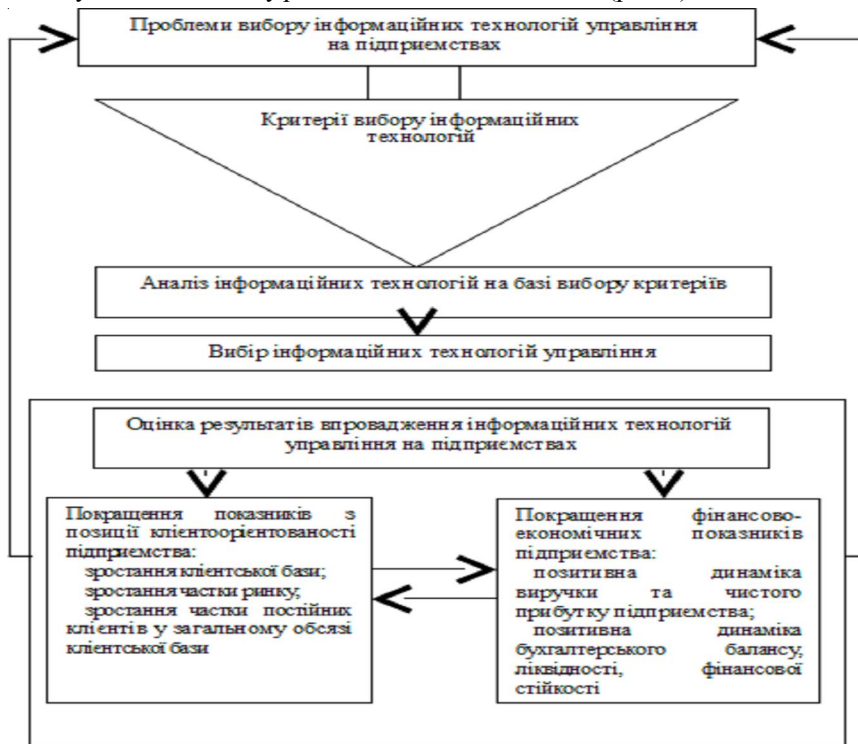 Проблеми вибору інформаційних технологій управління
на підприємствах
Критерії вибору інформаційних
технологій
Аналіз інформаційних технологій на базі вибору критеріїв
Вибір інформаційних технологій управління
Оцінка результатів впровадження інформаційних технологій
управління на підприємствах
Покращення показників з
позиції клієнтоорієнтованості
підприємства:
зростання клієнтської бази;
зростання частки ринку;
зростання частки постійних
клієнтів у загальному обсязі
клієнтської бази
Покращення фінансово-
економічних показників
підприємства:
позитивна динаміка
виручки та чистого
прибутку підприємства;
позитивна динаміка
бухгалтерського балансу,
ліквідності, фінансової
стійкості